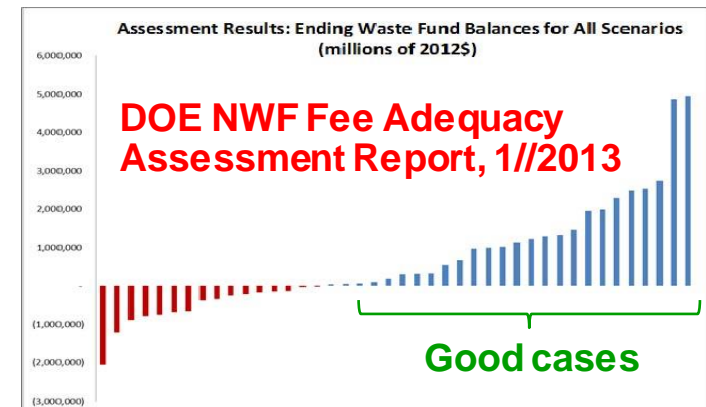 Assessment Results: Ending Waste Fund Balances for All Scenarios
(millions of 2012$)
6,000,000
5,000,000
4,000,000
3,000,000
2,000,000
1,000,000
-
(1,000,000)
(2,000,000)
(3,000,000)
DOE NWF Fee Adequacy
Assessment Report, 1//2013
Good cases